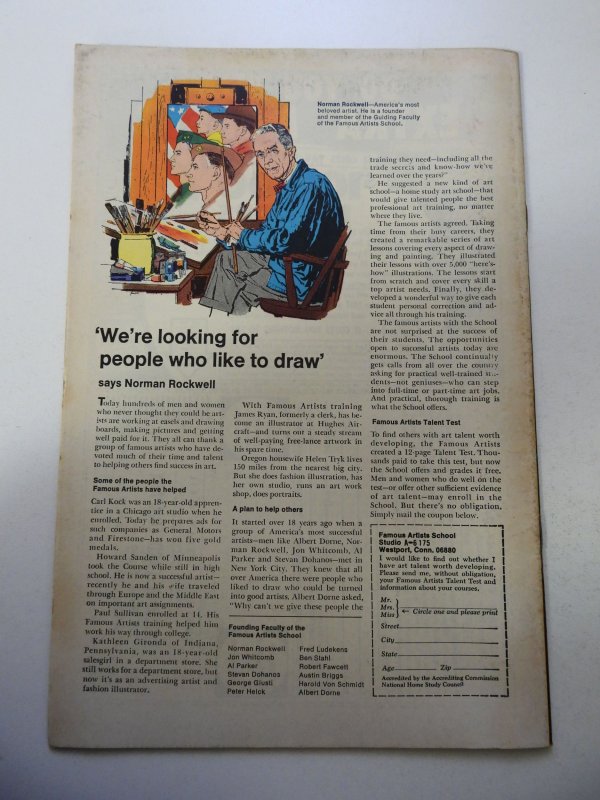 Norman Rockwell—America's most
beloved artist. He is a founder
and member of the Guiding Faculty
of the Famous Artists School.
'We're looking for
people who like to draw'
says Norman Rockwell
Today hundreds of men and women
who never thought they could be art-
ists are working at easels and drawing
boards, making pictures and getting
well paid for it. They all can thank a
group of famous artists who have de-
voted much of their time and talent
to helping others find success in art.
Some of the people the
Famous Artists have helped
Carl Kock was an 18-year-old appren-
tice in a Chicago art studio when he
enrolled. Today he prepares ads for
such companies as General Motors
and Firestone—has won five gold
medals.
Howard Sanden of Minneapolis
took the Course while still in high
school. He is now a successful artist—
recently he and his wife traveled
through Europe and the Middle East
on important art assignments.
Paul Sullivan enrolled at 14. His
Famous Artists training helped him
work his way through college.
Kathleen Gironda of Indiana,
Pennsylvania, was an 18-year-old
salesgirl in a department store. She
still works for a department store, but
now it's as an advertising artist and
fashion illustrator.
With Famous Artists training
James Ryan, formerly a clerk, has be-
come an illustrator at Hughes Air-
craft—and turns out a steady stream
of well-paying free-lance artwork in
his spare time.
Oregon housewife Helen Tryk lives
150 miles from the nearest big city.
But she does fashion illustration, has
her own studio, runs an art work
shop, does portraits.
A plan to help others
It started over 18 years ago when a
group of America's most successful
artists—men like Albert Dorne, Nor-
man Rockwell, Jon Whitcomb, Al
Parker and Stevan Dohanos—met in
New York City. They knew that all
over America there were people who
liked to draw who could be turned
into good artists. Albert Dorne asked,
"Why can't we give these people the
Founding Faculty of the
Famous Artists School
Norman Rockwell
Jon Whitcomb
Al Parker
Stevan Dohanos
George Giusti
Peter Helck
Fred Ludekens
Ben Stahl
Robert Fawcett
Austin Briggs
Harold Von Schmidt
Albert Dorne
training they need—including all the
trade secrets and know-how we've
learned over the years?"
He suggested a new kind of art
school—a home study art school—that
would give talented people the best
professional art training, no matter
where they live.
The famous artists agreed. Taking
time from their busy careers, they
created a remarkable series of art
lessons covering every aspect of draw-
ing and painting. They illustrated
their lessons with over 5,000 "here's-
how" illustrations. The lessons start
from scratch and cover every skill a
top artist needs. Finally, they de-
veloped a wonderful way to give each
student personal correction and ad-
vice all through his training.
The famous artists with the School
are not surprised at the success of
their students. The opportunities
open to successful artists today are
enormous. The School continually
gets calls from all over the country
asking for practical well-trained stu-
dents—not geniuses—who can step
into full-time or part-time art jobs.
And practical, thorough training is
what the School offers.
Famous Artists Talent Test
To find others with art talent worth
developing, the Famous Artists
created a 12-page Talent Test. Thou-
sands paid to take this test, but now
the School offers and grades it free.
Men and women who do well on the
test—or offer other sufficient evidence
of art talent—may enroll in the
School. But there's no obligation.
Simply mail the coupon below.
Famous Artists School
Studio A-6175
Westport, Conn. 06880
I would like to find out whether I
have art talent worth developing.
Please send me, without obligation,
your Famous Artists Talent Test and
information about your courses.
Mr.
Mrs. ← Circle one and please print
Miss
Street
City
State
Age Zip
Accredited by the Accrediting Commission
National Home Study Council